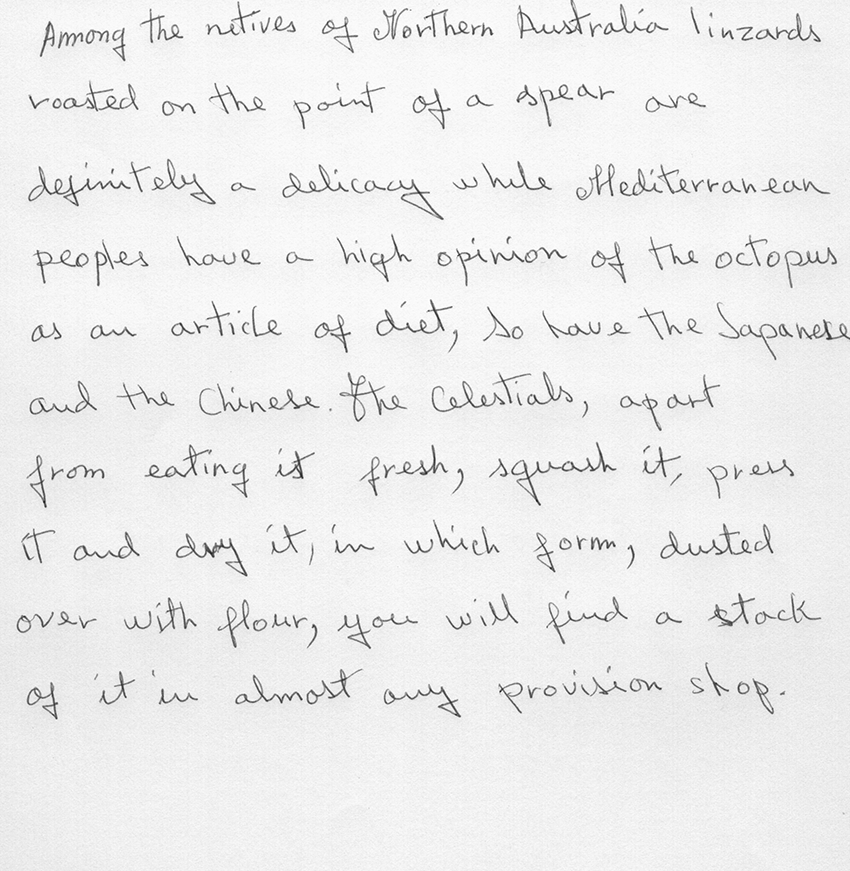 Among the netives of Northern Australia linzards
roasted on the point of a spear are
definitely a delicacy while Mediterranean
peoples have a high opinion of the octopus
as an article of diet, so have the Japanese
and the Chinese. The Celestials, apart
from eating it fresh, squash it, press
it and dry it, in which form, dusted
over with flour, you will find a stack
of it in almost any provision shop.